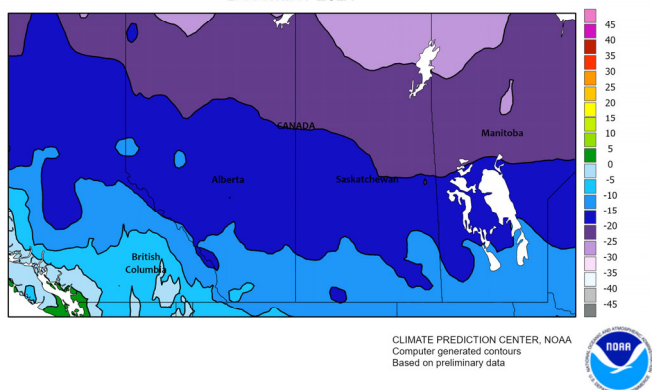 45
40
35
30
25
20
15
10
5
0
-5
-10
-15
-20
-25
-30
-35
-40
-45
CANADA
Manitoba
Alberta
Saskatchewan
British
Columbia
CLIMATE PREDICTION CENTER, NOAA
Computer generated contours
Based on preliminary data
NOAA